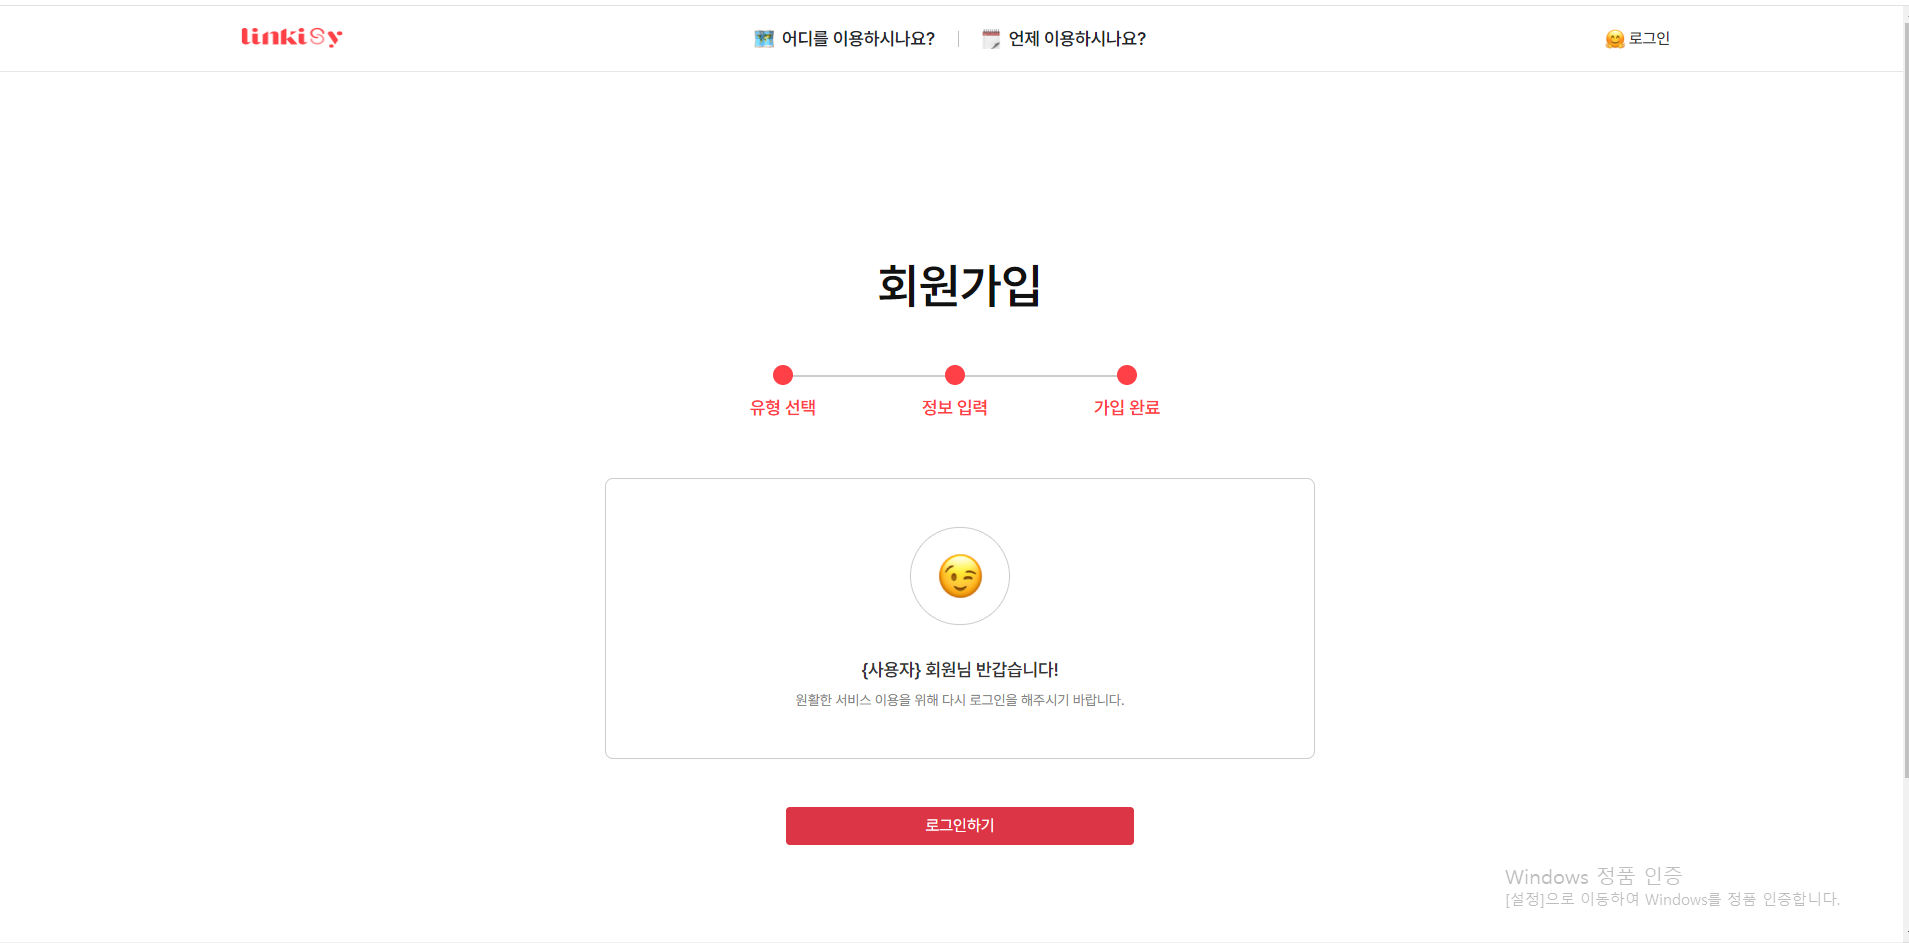 linkiSy
어디를 이용하시나요?
언제 이용하시나요?
로그인
회원가입
유형 선택
정보 입력
가입 완료
{사용자} 회원님 반갑습니다!
원활한 서비스 이용을 위해 다시 로그인을 해주시기 바랍니다.
로그인하기
Windows 정품 인증
[설정]으로 이동하여 Windows를 정품 인증합니다.